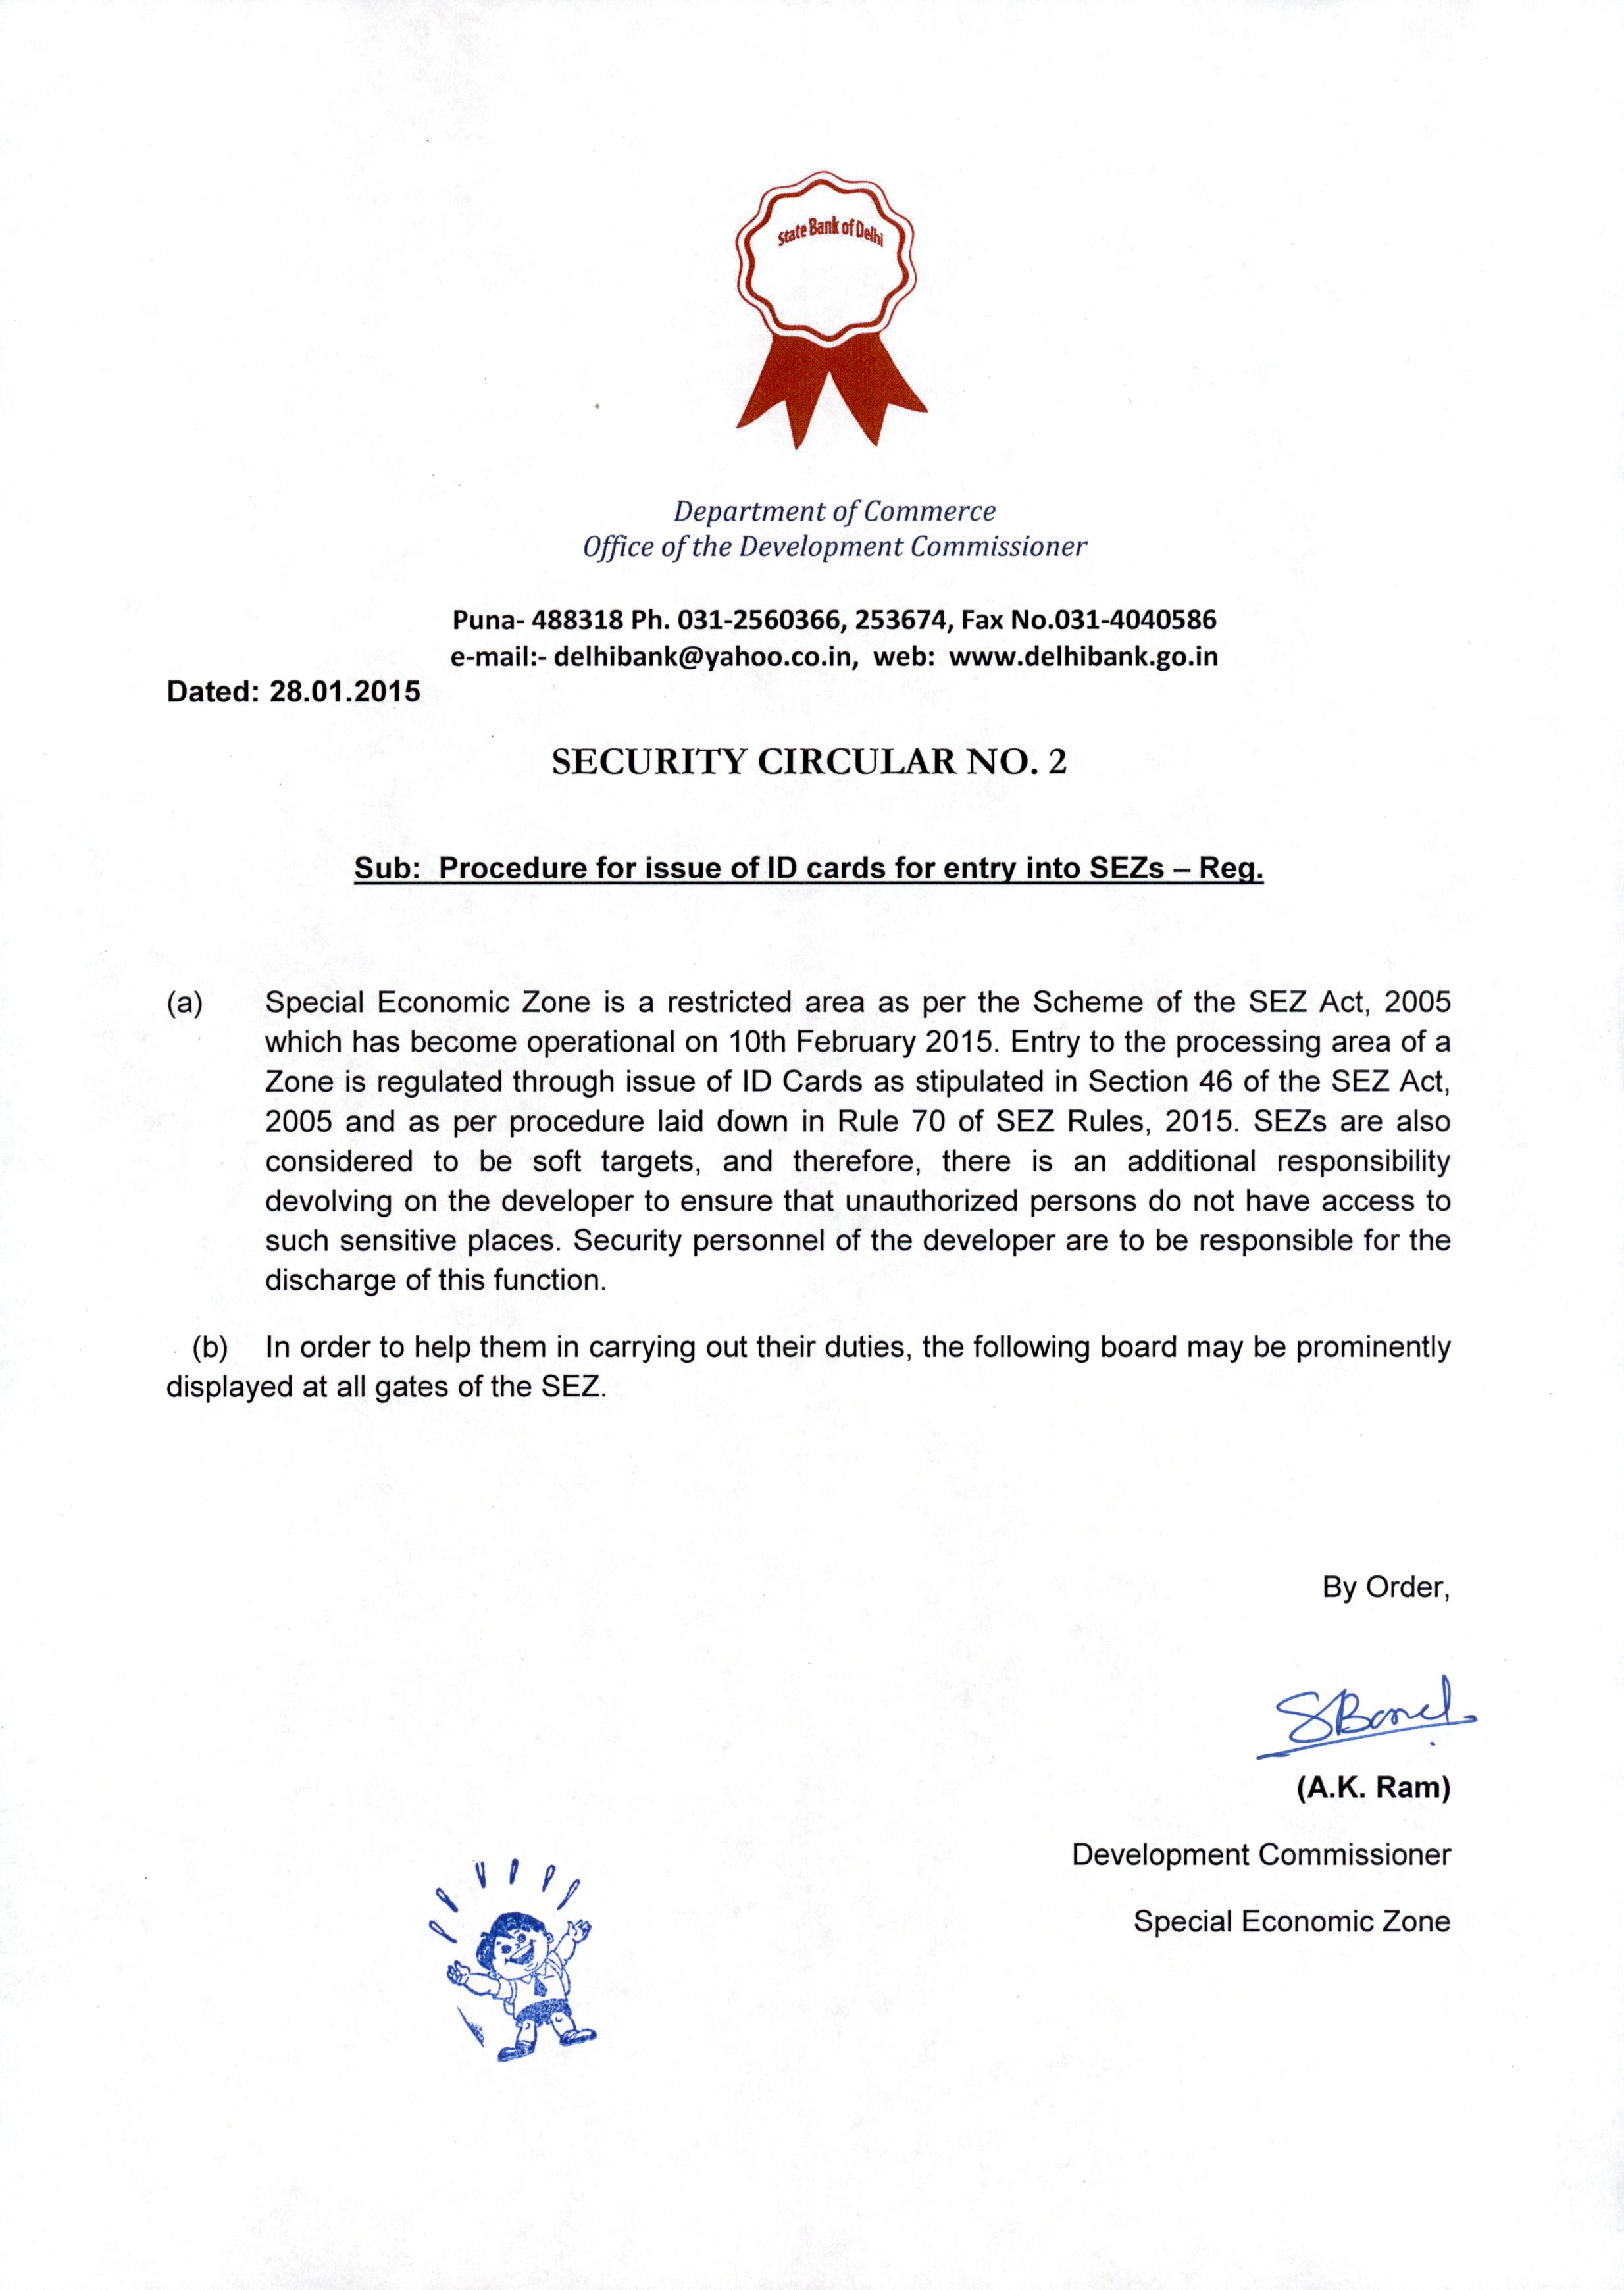 State Bank of Delhi
Department of Commerce
Office of the Development Commissioner
Puna- 488318 Ph. 031-2560366, 253674, Fax No.031-4040586
e-mail:- delhibank@yahoo.co.in, web: www.delhibank.go.in
Dated: 28.01.2015
SECURITY CIRCULAR NO. 2
Sub: Procedure for issue of ID cards for entry into SEZs – Reg.
(a) Special Economic Zone is a restricted area as per the Scheme of the SEZ Act, 2005
which has become operational on 10th February 2015. Entry to the processing area of a
Zone is regulated through issue of ID Cards as stipulated in Section 46 of the SEZ Act,
2005 and as per procedure laid down in Rule 70 of SEZ Rules, 2015. SEZs are also
considered to be soft targets, and therefore, there is an additional responsibility
devolving on the developer to ensure that unauthorized persons do not have access to
such sensitive places. Security personnel of the developer are to be responsible for the
discharge of this function.
(b) In order to help them in carrying out their duties, the following board may be prominently
displayed at all gates of the SEZ.
By Order,
(A.K. Ram)
Development Commissioner
Special Economic Zone